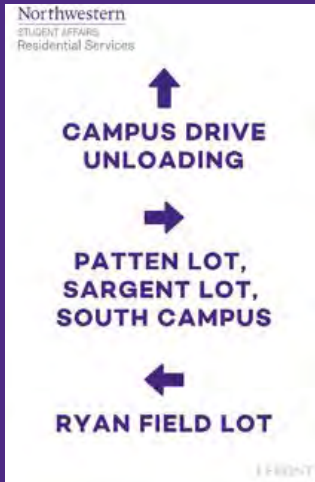 Northwestern
STUDENT AFFAIRS
Residential Services
CAMPUS DRIVE
UNLOADING
PATTEN LOT,
SARGENT LOT,
SOUTH CAMPUS
RYAN FIELD LOT